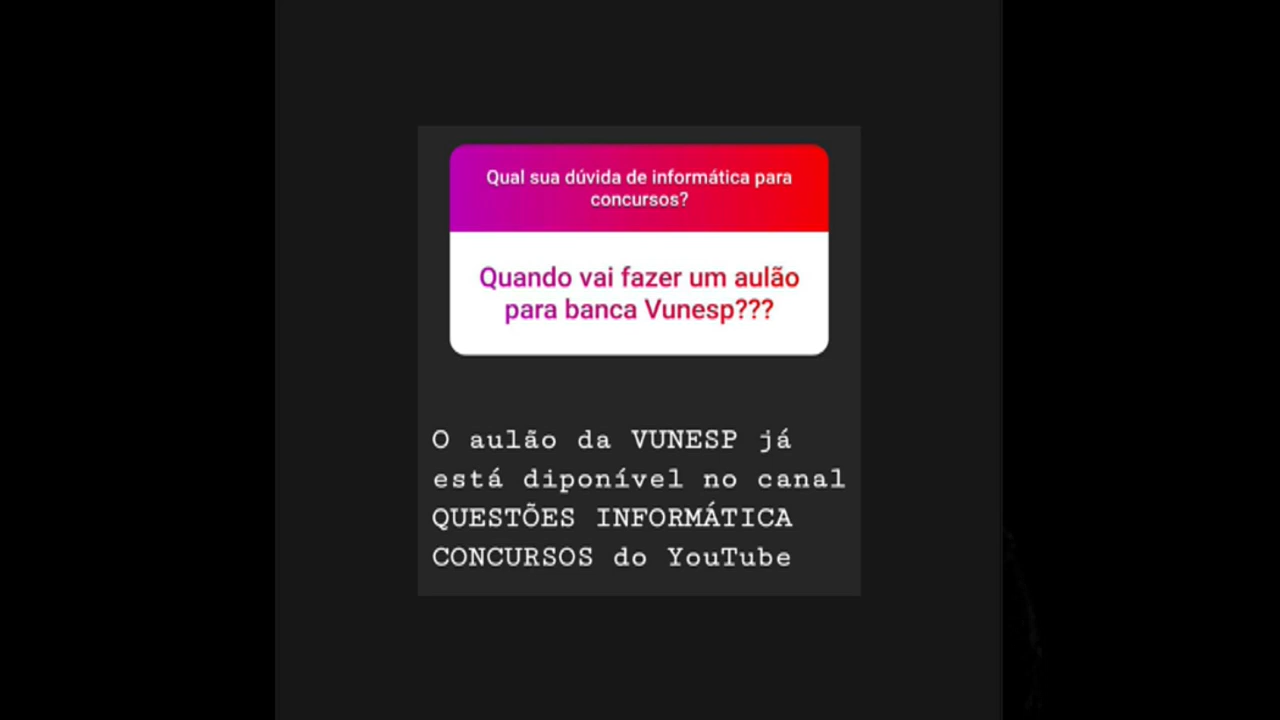 Qual sua dúvida de informática para
concursos?
Quando vai fazer um aulão
para banca Vunesp???
O aulão da VUNESP já
está diponível no canal
QUESTÕES INFORMÁTICA
CONCURSOS do YouTube